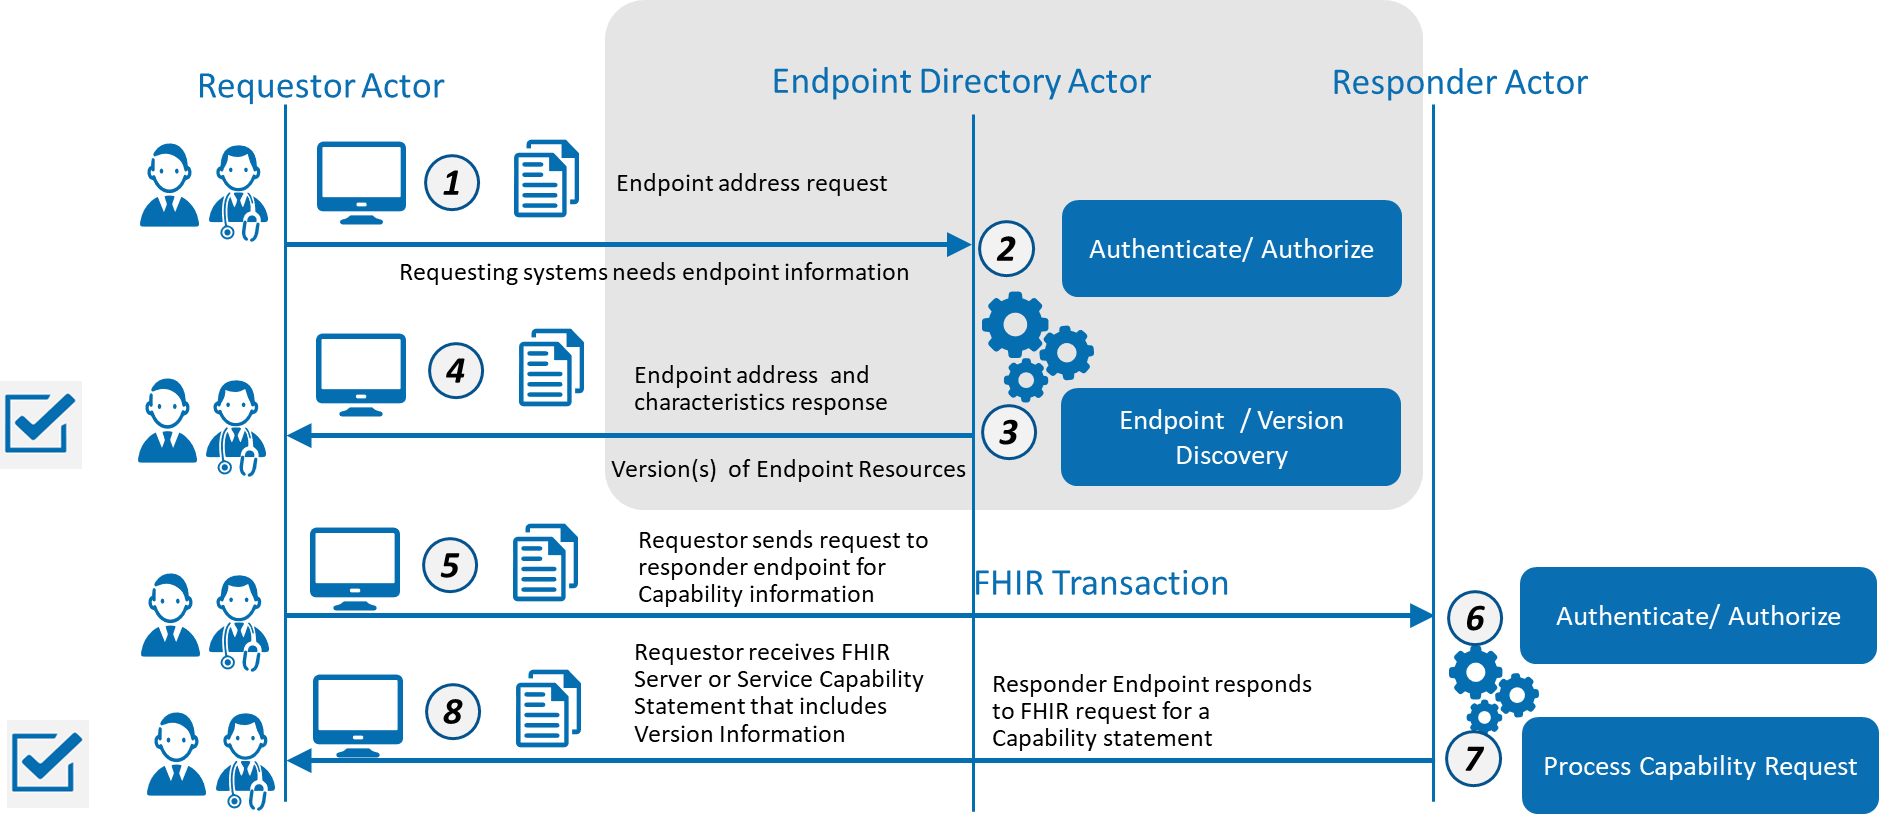 Requestor Actor
Endpoint Directory Actor
Responder Actor
1
Endpoint address request
2
Authenticate/ Authorize
Requesting systems needs endpoint information
4
Endpoint address and
characteristics response
3
Endpoint / Version
Discovery
Version(s) of Endpoint Resources
5
Requestor sends request to
responder endpoint for
Capability information
FHIR Transaction
6
Authenticate/ Authorize
8
Requestor receives FHIR
Server or Service Capability
Statement that includes
Version Information
Responder Endpoint responds
to FHIR request for a
Capability statement
7
Process Capability Request